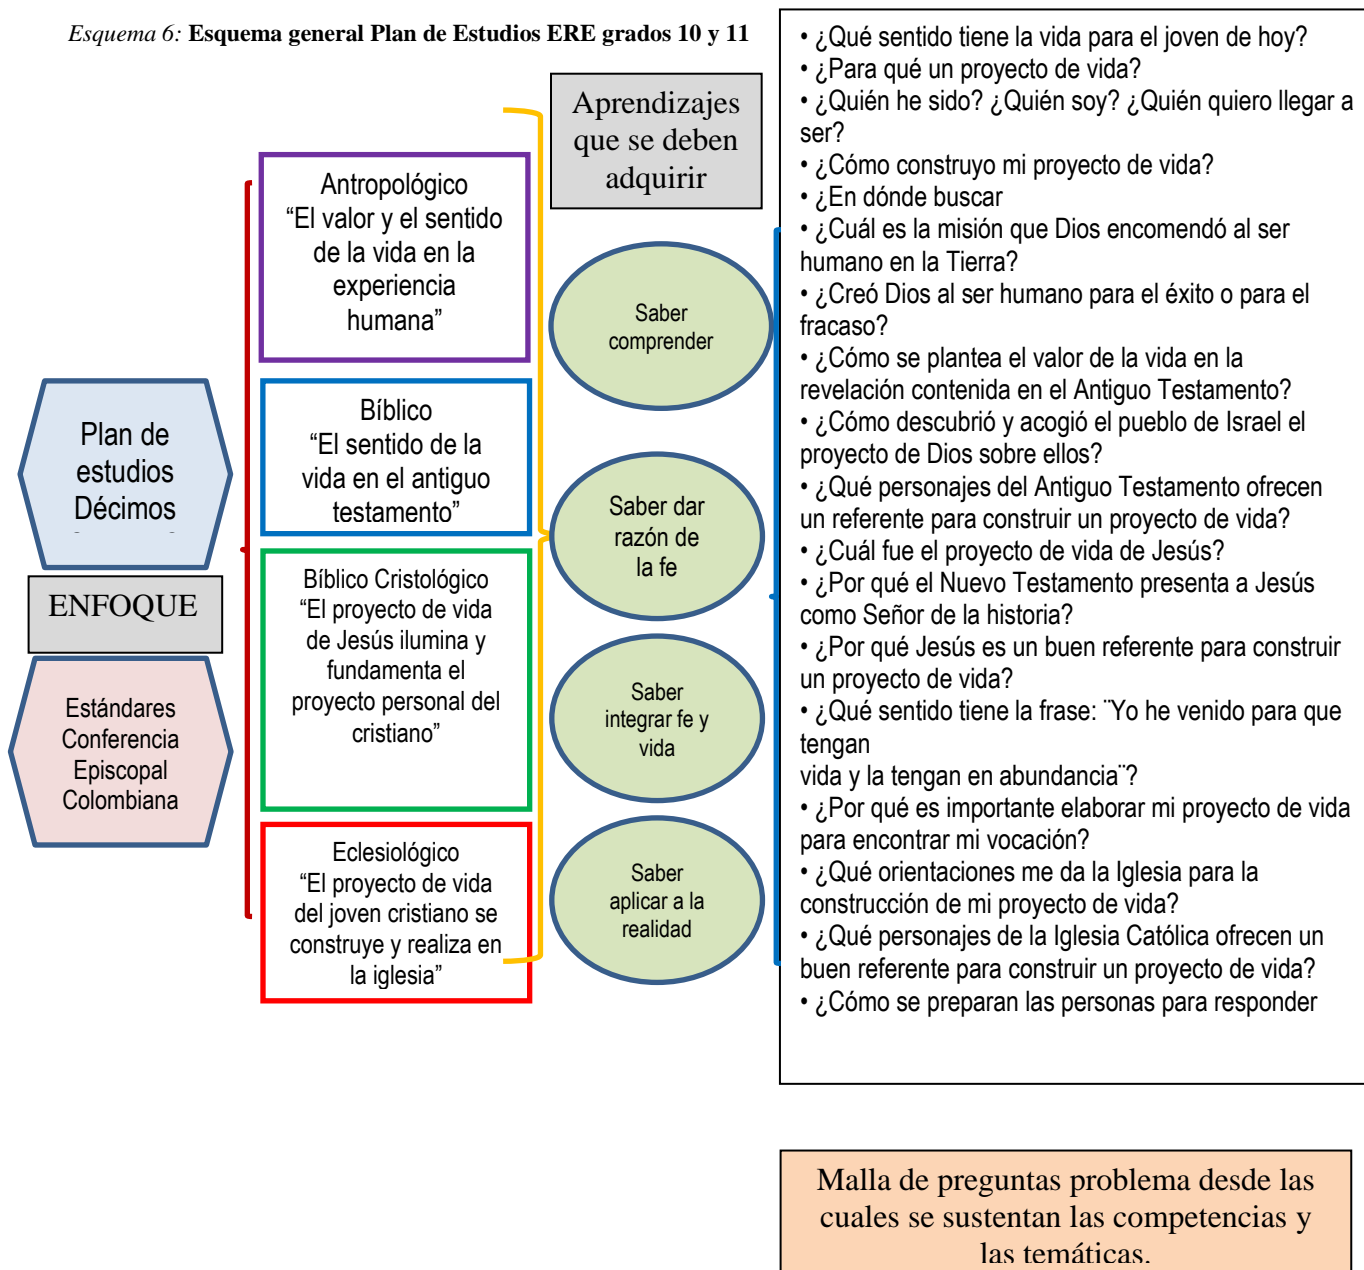 Esquema 6: Esquema general Plan de Estudios ERE grados 10 y 11
Plan de
estudios
Décimos
ENFOQUE
Estándares
Conferencia
Episcopal
Colombiana
Antropológico
“El valor y el sentido
de la vida en la
experiencia
humana”
Bíblico
“El sentido de la
vida en el antiguo
testamento”
Bíblico Cristológico
“El proyecto de vida
de Jesús ilumina y
fundamenta el
proyecto personal del
cristiano”
Eclesiológico
“El proyecto de vida
del joven cristiano se
construye y realiza en
la iglesia”
Aprendizajes
que se deben
adquirir
Saber
comprender
Saber dar
razón de
la fe
Saber
integrar fe y
vida
Saber
aplicar a la
realidad
• ¿Qué sentido tiene la vida para el joven de hoy?
• ¿Para qué un proyecto de vida?
• ¿Quién he sido? ¿Quién soy? ¿Quién quiero llegar a
ser?
• ¿Cómo construyo mi proyecto de vida?
• ¿En dónde buscar
• ¿Cuál es la misión que Dios encomendó al ser
humano en la Tierra?
• ¿Creó Dios al ser humano para el éxito o para el
fracaso?
• ¿Cómo se plantea el valor de la vida en la
revelación contenida en el Antiguo Testamento?
• ¿Cómo descubrió y acogió el pueblo de Israel el
proyecto de Dios sobre ellos?
• ¿Qué personajes del Antiguo Testamento ofrecen
un referente para construir un proyecto de vida?
• ¿Cuál fue el proyecto de vida de Jesús?
• ¿Por qué el Nuevo Testamento presenta a Jesús
como Señor de la historia?
• ¿Por qué Jesús es un buen referente para construir
un proyecto de vida?
• ¿Qué sentido tiene la frase: ¨Yo he venido para que
tengan
vida y la tengan en abundancia¨?
• ¿Por qué es importante elaborar mi proyecto de vida
para encontrar mi vocación?
• ¿Qué orientaciones me da la Iglesia para la
construcción de mi proyecto de vida?
• ¿Qué personajes de la Iglesia Católica ofrecen un
buen referente para construir un proyecto de vida?
• ¿Cómo se preparan las personas para responder
Malla de preguntas problema desde las
cuales se sustentan las competencias y
las temáticas.